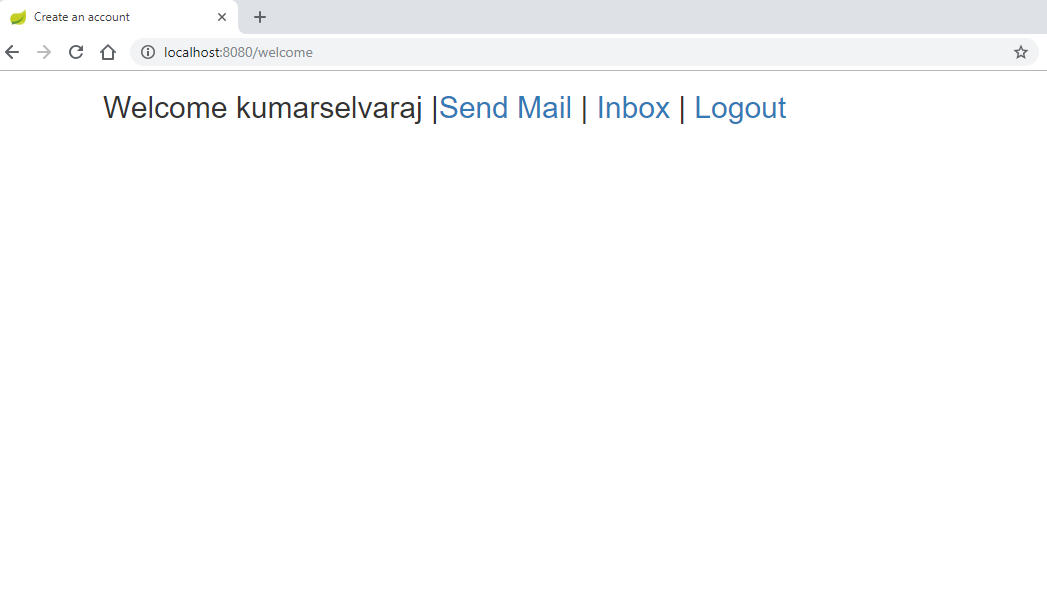 Create an account
localhost:8080/welcome
Welcome kumarselvaraj |Send Mail | Inbox | Logout